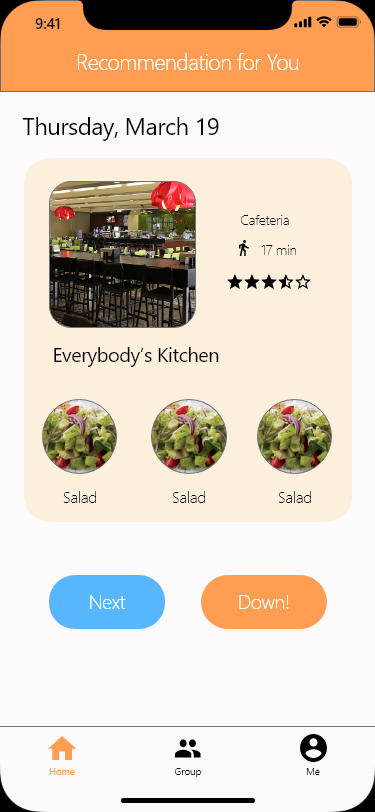 9:41
Recommendation for You
Thursday, March 19
Cafeteria
17 min
Everybody's Kitchen
Salad Salad Salad
Next Down!
Home Group Me